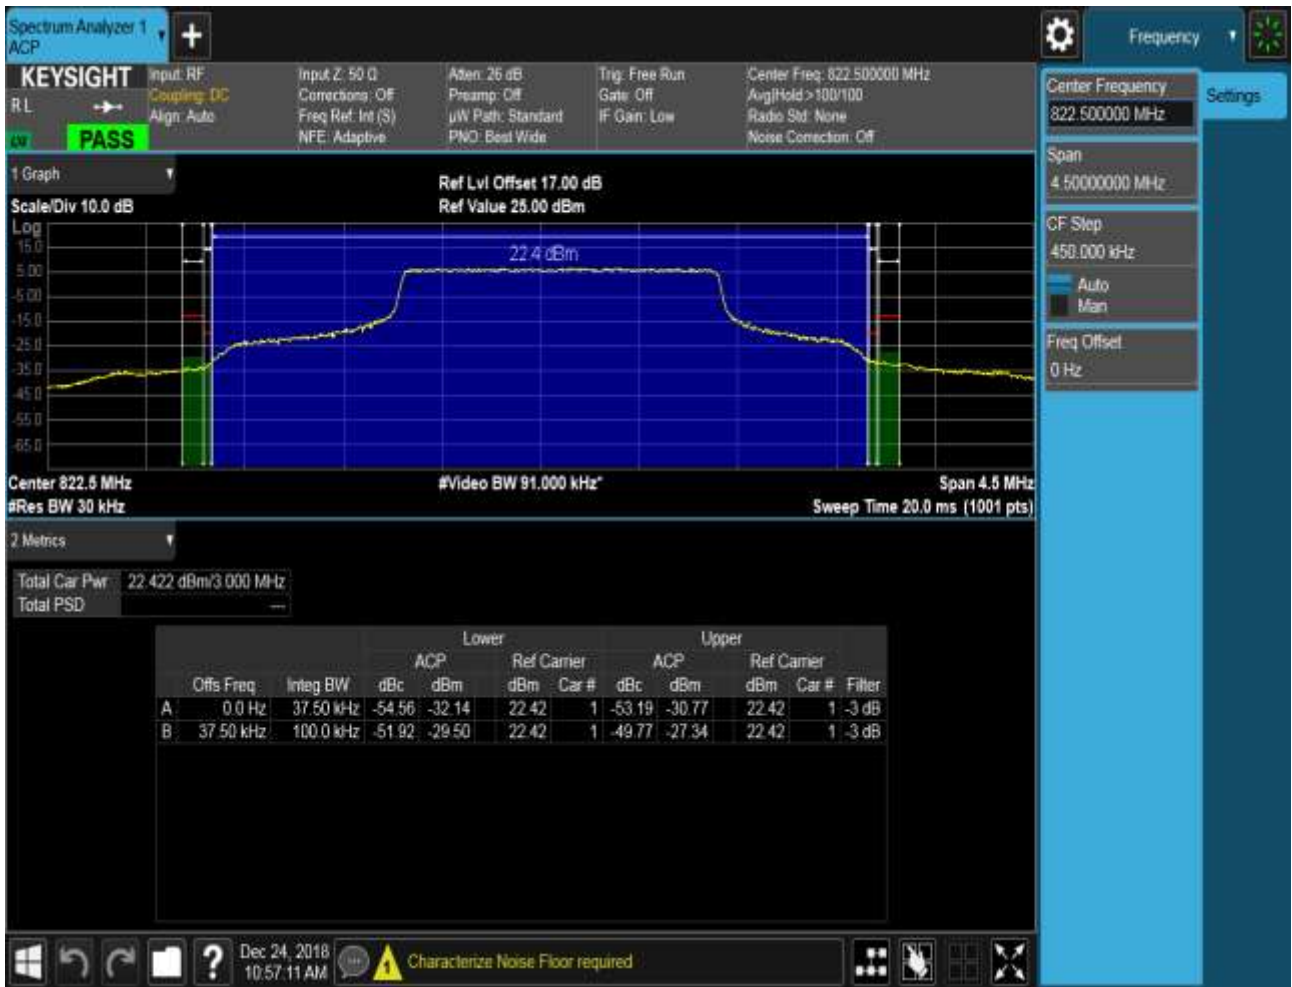 Spectrum Analyzer 1
ACP
Frequency
KEYSIGHT
R L
PASS
Input: RF
Coupling: DC
Align: Auto
Input Z: 50 Ω
Corrections: Off
Freq Ref: Int (S)
NFE: Adaptive
Atten: 26 dB
Preamp: Off
µW Path: Standard
PNO: Best Wide
Trig: Free Run
Gate: Off
IF Gain: Low
Center Freq: 822.500000 MHz
Avg|Hold:>100/100
Radio Std: None
Noise Correction: Off
Center Frequency
822.500000 MHz
Settings
Span
4.50000000 MHz
CF Step
450.000 kHz
Auto
Man
Freq Offset
0 Hz
1 Graph
Scale/Div 10.0 dB
Ref Lvl Offset 17.00 dB
Ref Value 25.00 dBm
Log
15.0
5.00
-5.00
-15.0
-25.0
-35.0
-45.0
-55.0
-65.0
22.4 dBm
Center 822.5 MHz #Video BW 91.000 kHz* Span 4.5 MHz
#Res BW 30 kHz Sweep Time 20.0 ms (1001 pts)
2 Metrics
Total Car Pwr 22.422 dBm/3.000 MHz
Total PSD ---
Lower Upper
ACP Ref Carrier ACP Ref Carrier
Offs Freq Integ BW dBc dBm dBm Car # dBc dBm dBm Car # Filter
A 0.0 Hz 37.50 kHz -54.56 -32.14 22.42 1 -53.19 -30.77 22.42 1 -3 dB
B 37.50 kHz 100.0 kHz -51.92 -29.50 22.42 1 -49.77 -27.34 22.42 1 -3 dB
?
Dec 24, 2018
10:57:11 AM
1
Characterize Noise Floor required